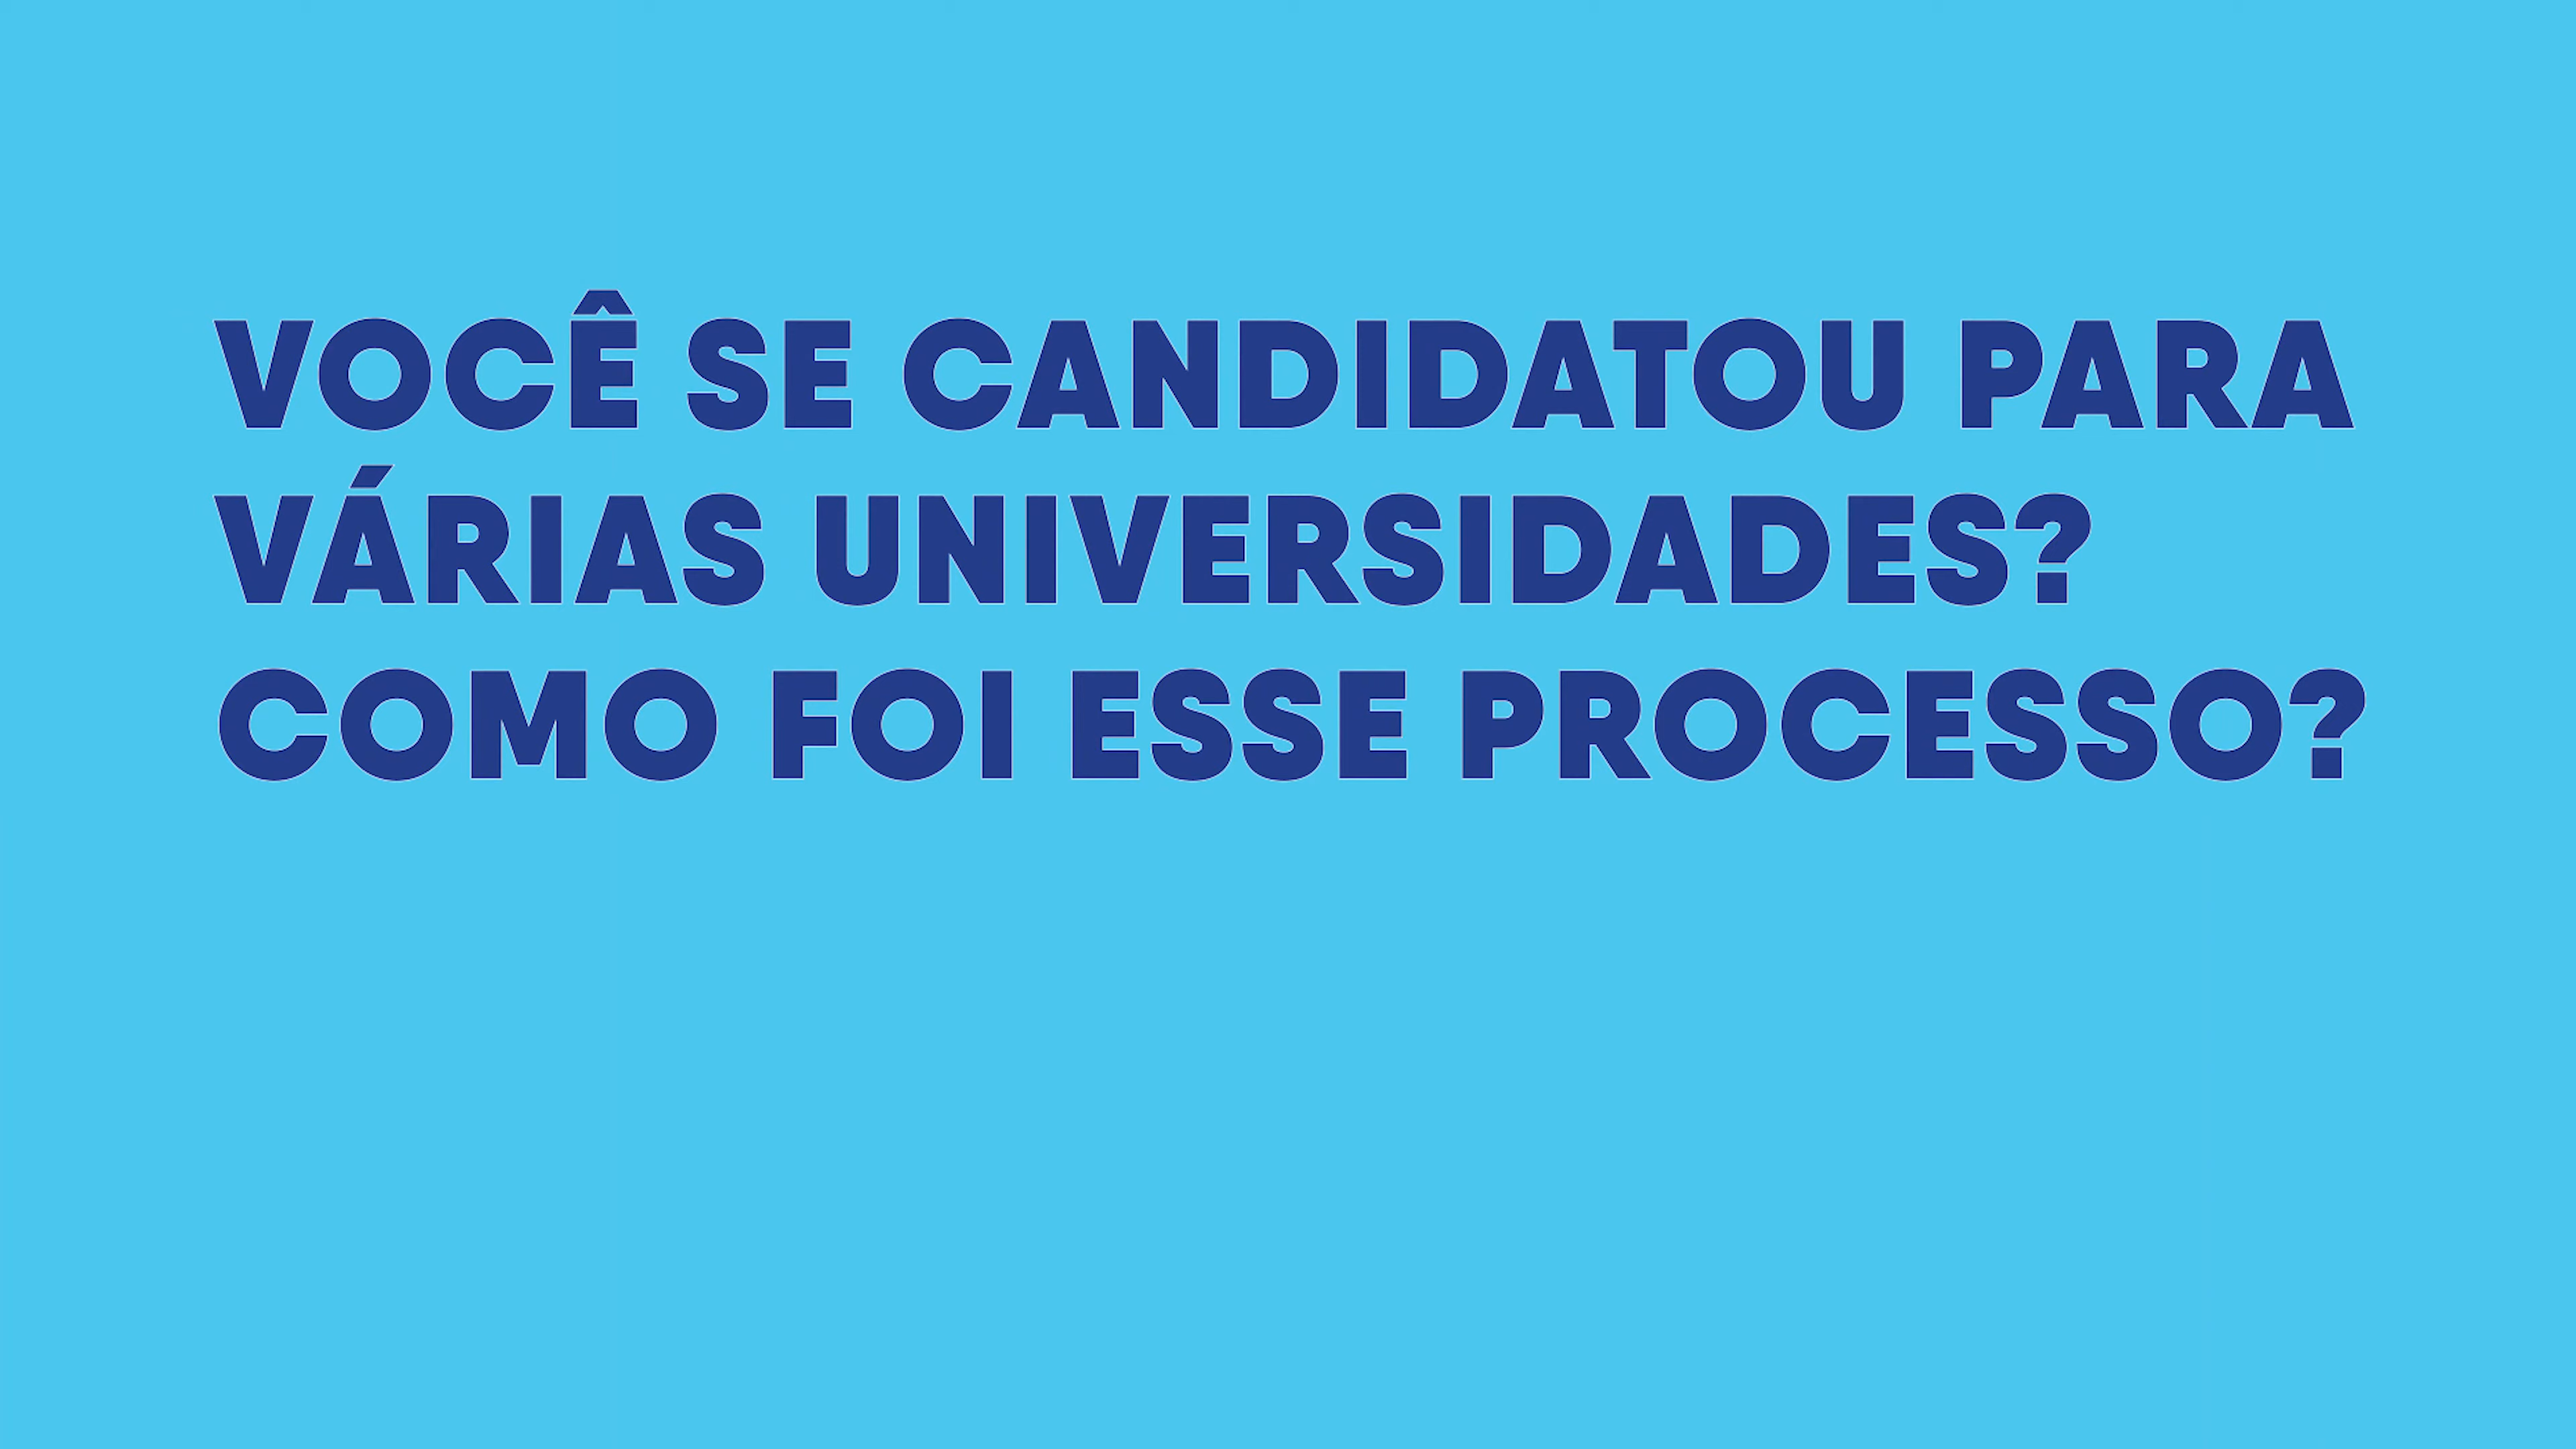 VOCÊ SE CANDIDATOU PARA
VÁRIAS UNIVERSIDADES?
COMO FOI ESSE PROCESSO?